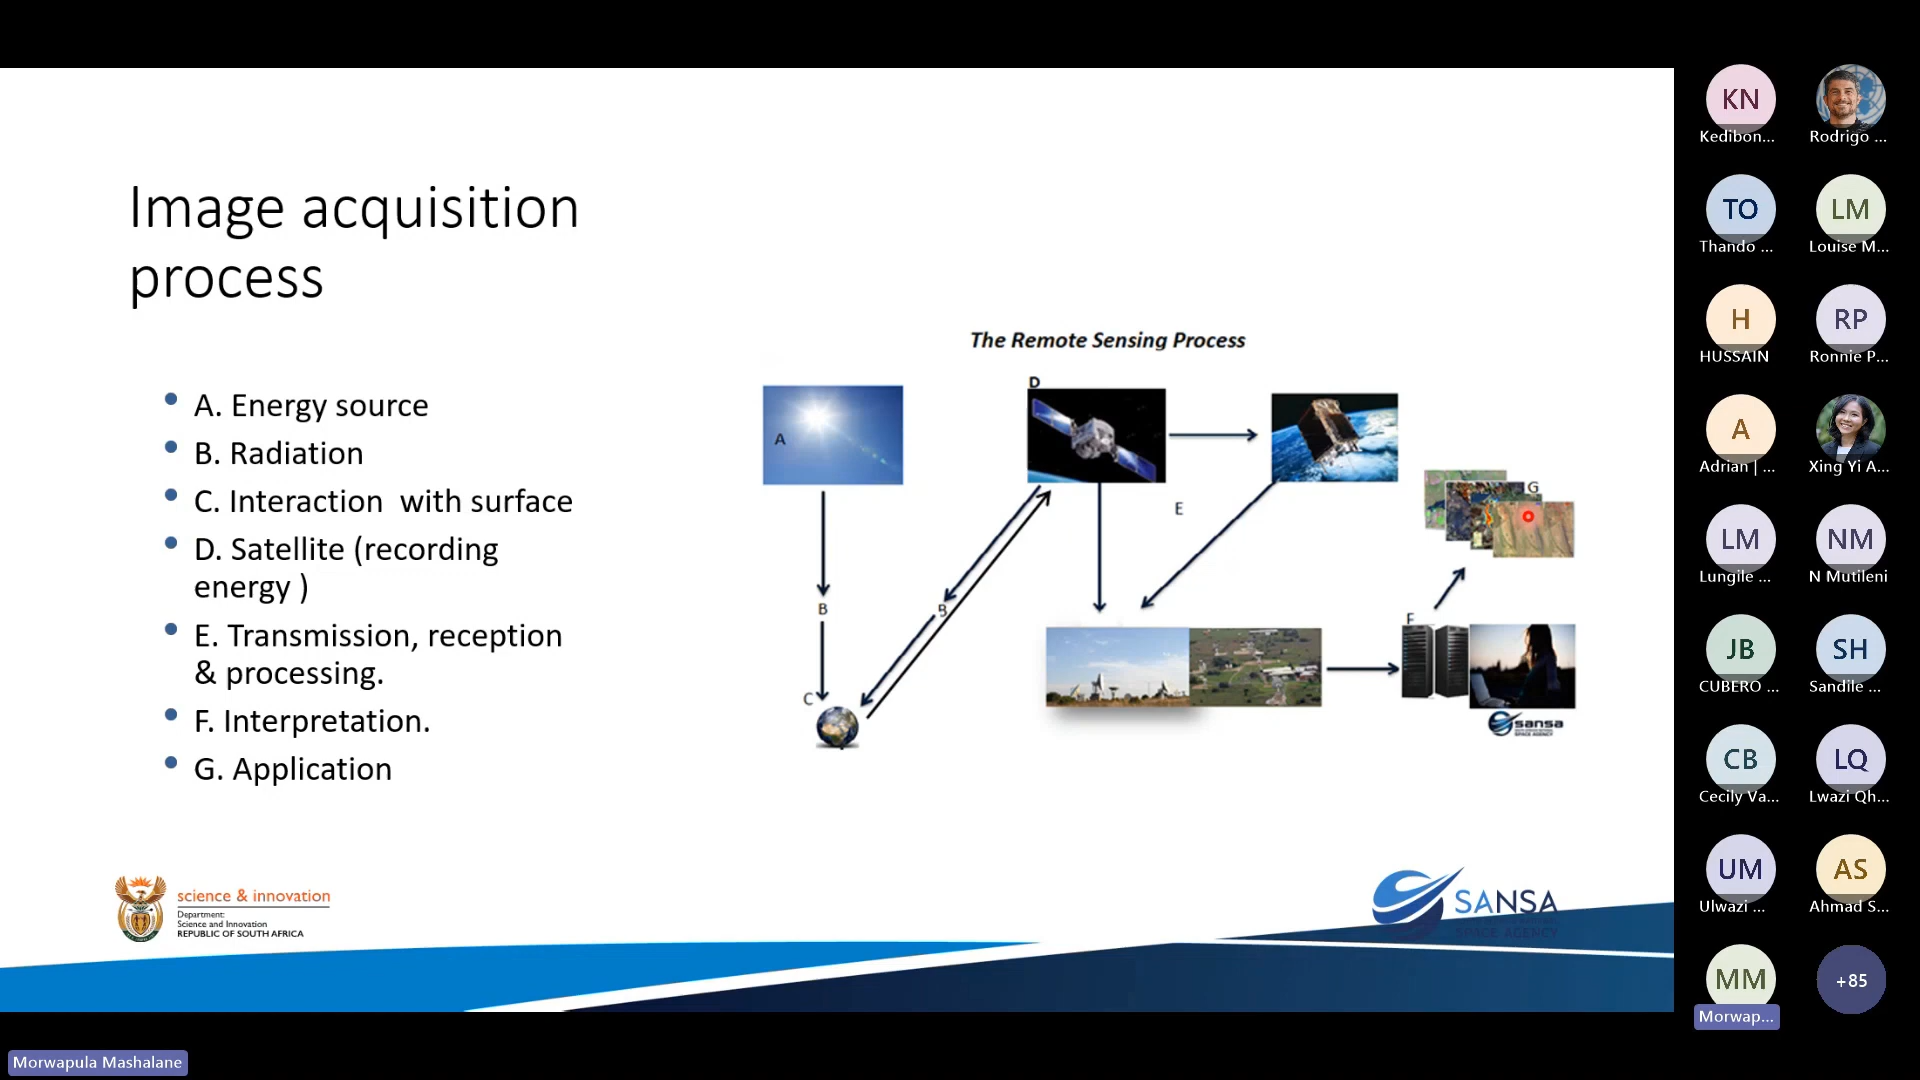 Image acquisition
process
• A. Energy source
• B. Radiation
• C. Interaction  with surface
• D. Satellite (recording
energy )
• E. Transmission, reception
& processing.
• F. Interpretation.
• G. Application
The Remote Sensing Process
A
B
C
D
B
E
F
G
sansa
science & innovation
Department:
Science and Innovation
REPUBLIC OF SOUTH AFRICA
SANSA
SPACE AGENCY
KN
Kedibon...
Rodrigo ...
TO
Thando ...
LM
Louise M...
H
HUSSAIN
RP
Ronnie P...
A
Adrian | ...
Xing Yi A...
LM
Lungile ...
NM
N Mutileni
JB
CUBERO ...
SH
Sandile ...
CB
Cecily Va...
LQ
Lwazi Qh...
UM
Ulwazi ...
AS
Ahmad S...
MM
Morwap...
+85
Morwapula Mashalane